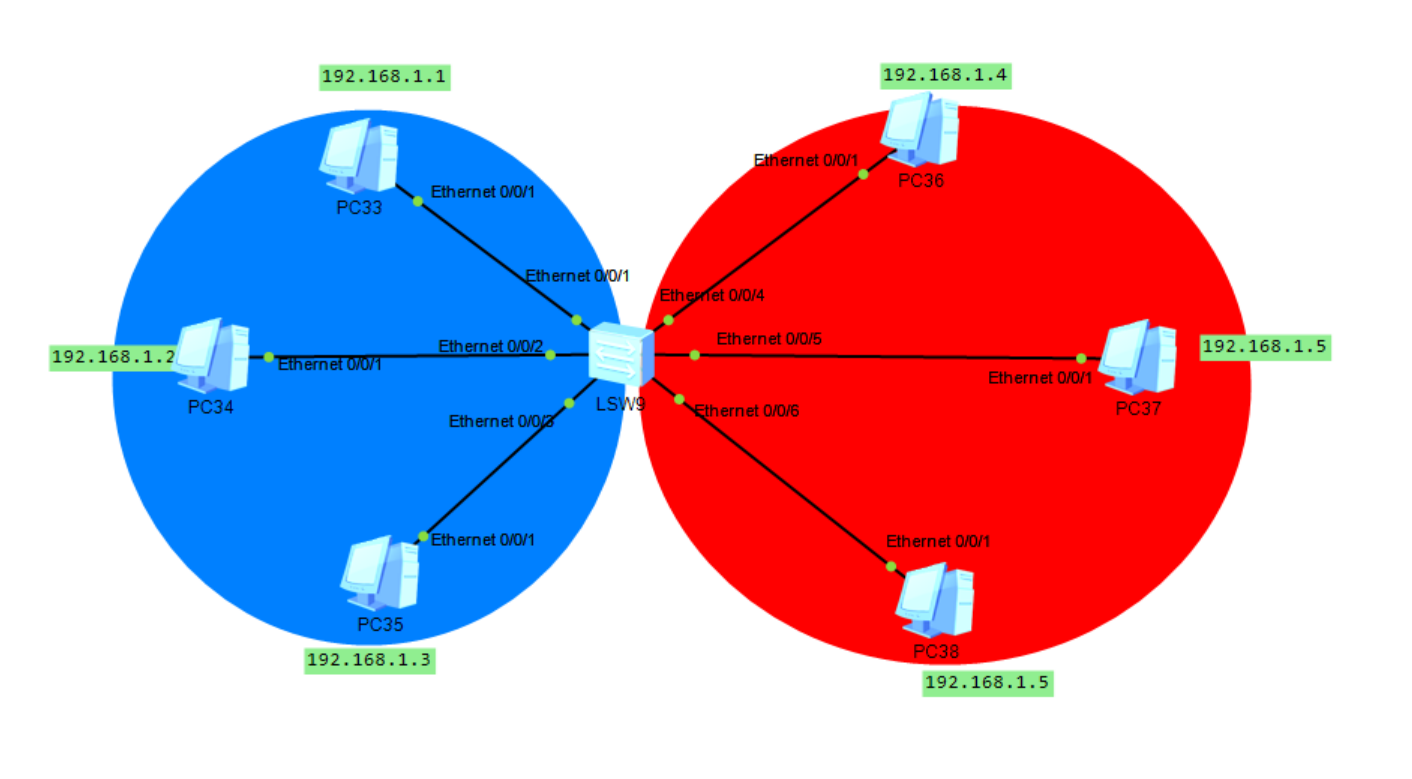 192.168.1.1
192.168.1.4
Ethernet 0/0/1
PC36
Ethernet 0/0/1
PC33
Ethernet 0/0/1
Ethernet 0/0/4
Ethernet 0/0/5
192.168.1.5
Ethernet 0/0/2
192.168.1.2
Ethernet 0/0/1
Ethernet 0/0/1
PC34
LSW9
PC37
Ethernet 0/0/6
Ethernet 0/0/3
Ethernet 0/0/1
Ethernet 0/0/1
PC35
PC38
192.168.1.3
192.168.1.5